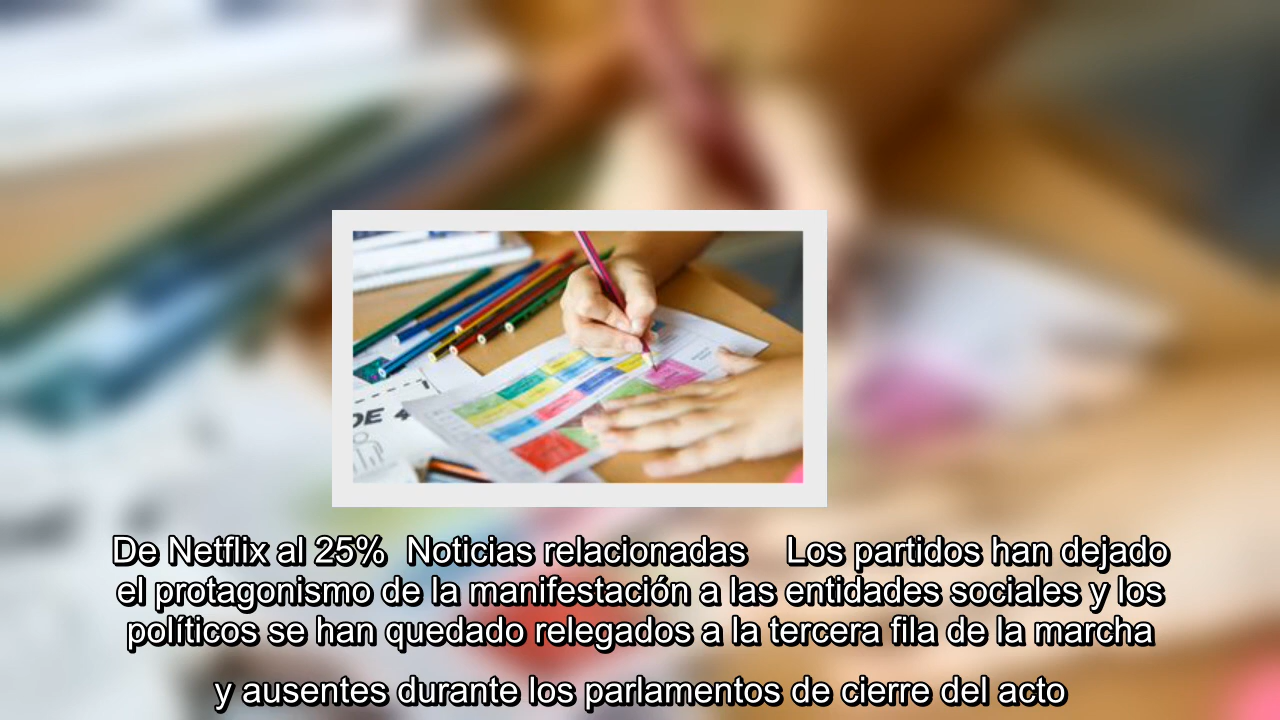 DE 4
De Netflix al 25% Noticias relacionadas Los partidos han dejado
el protagonismo de la manifestación a las entidades sociales y los
políticos se han quedado relegados a la tercera fila de la marcha
y ausentes durante los parlamentos de cierre del acto